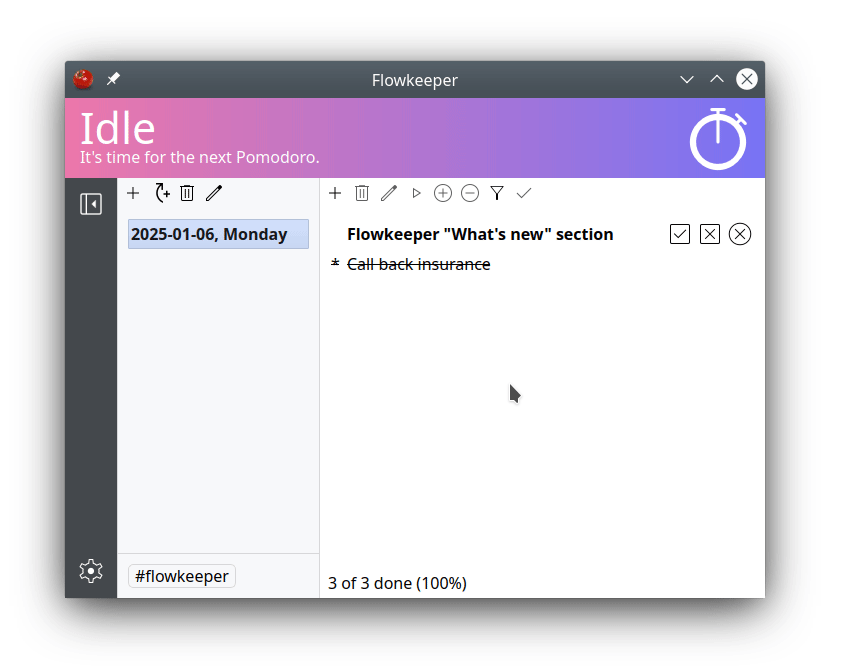 Flowkeeper
Idle
It's time for the next Pomodoro.
2025-01-06, Monday
#flowkeeper
Flowkeeper "What's new" section
* Call back insurance
3 of 3 done (100%)